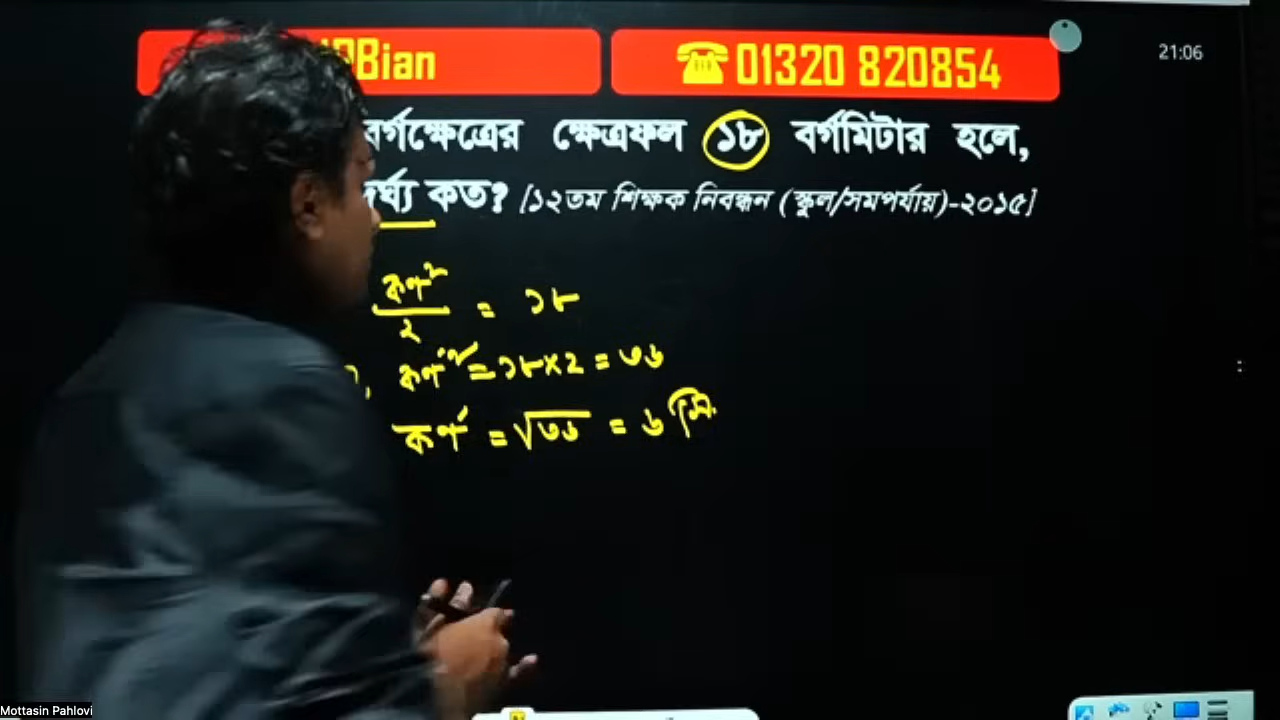 Bian
☎ 01320 820854
21:06
বর্গক্ষেত্রের ক্ষেত্রফল ১৮ বর্গমিটার হলে,
কত? [১২তম শিক্ষক নিবন্ধন (স্কুল/সমপর্যায়)-২০১৫]
কর্ণ²/২ = ১৮
কর্ণ² = ১৮×2 = ৩৬
কর্ণ = √৩৬ = ৬ মি.
Mottasin Pahlovi